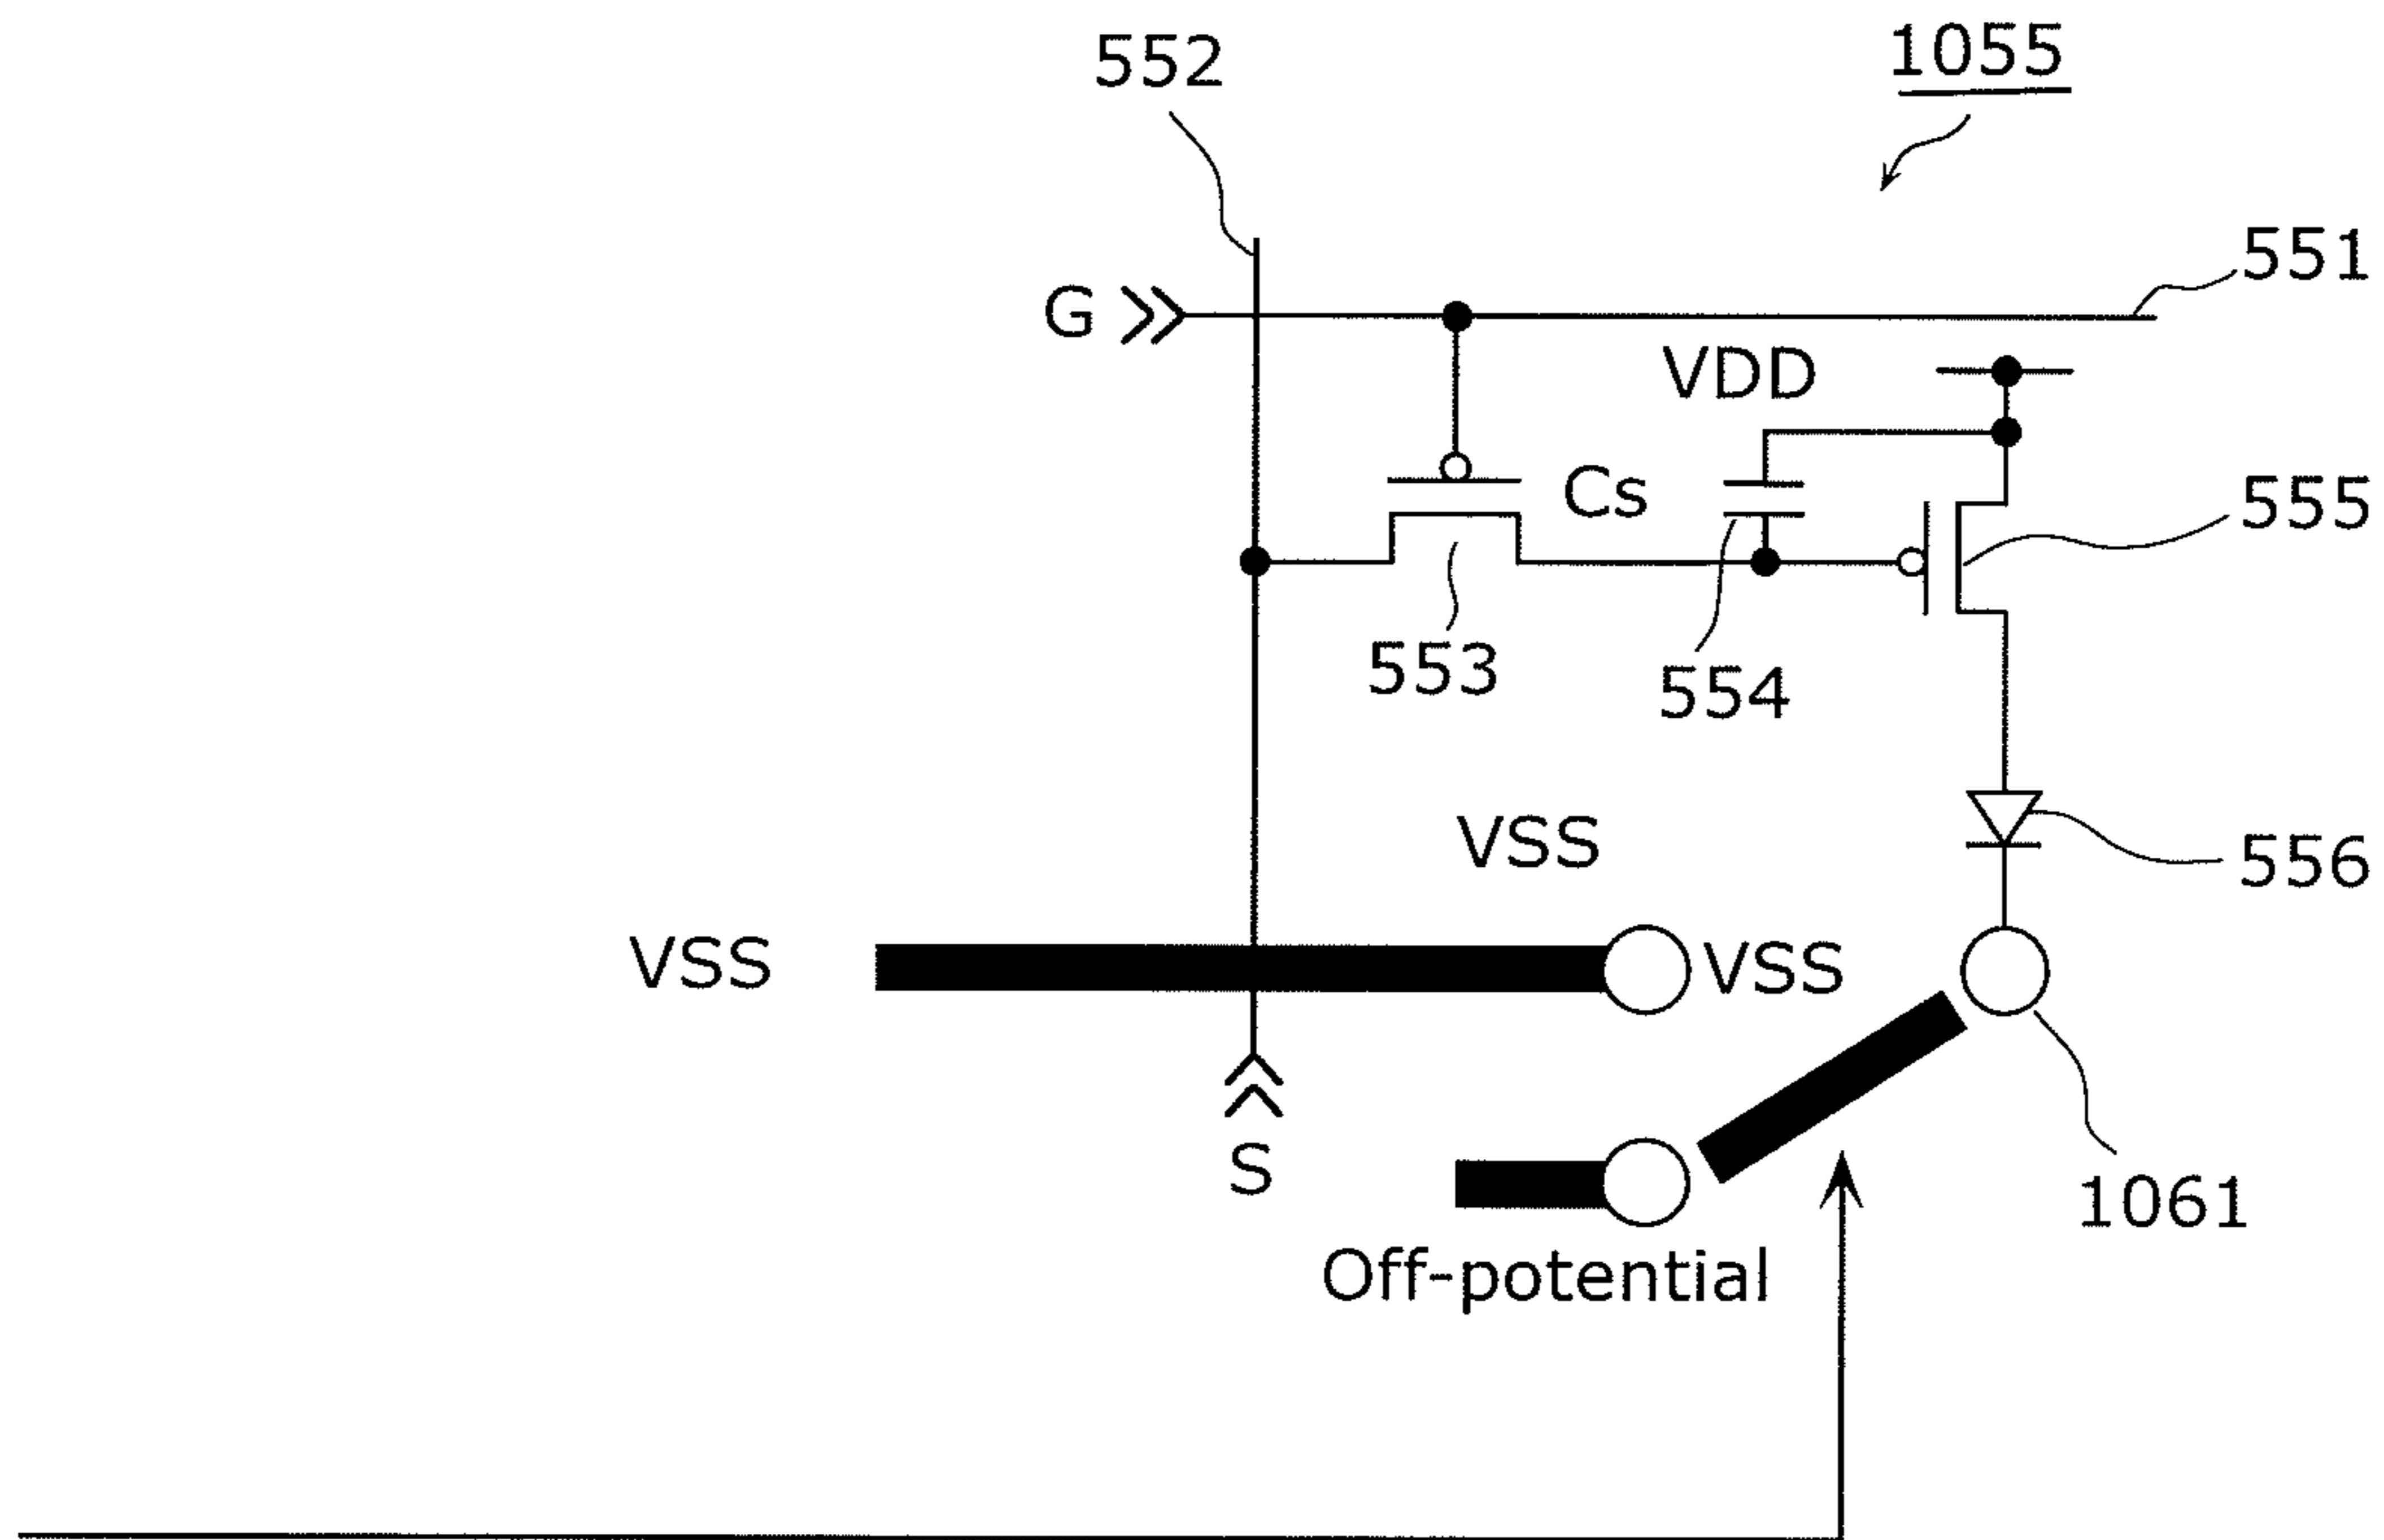 552
1055
551
G
VDD
Cs
555
553
554
VSS
556
VSS
VSS
S
1061
Off-potential